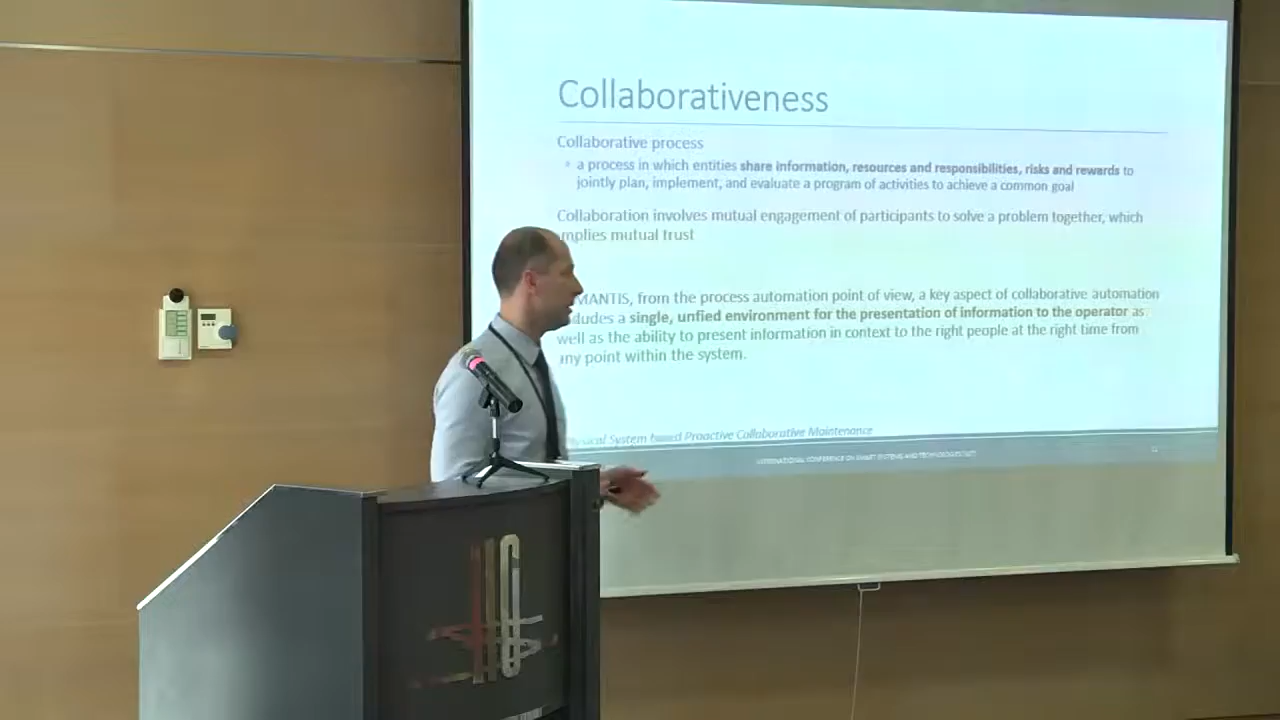 Collaborativeness
Collaborative process
a process in which entities share information, resources and responsibilities, risks and rewards to
jointly plan, implement, and evaluate a program of activities to achieve a common goal
Collaboration involves mutual engagement of participants to solve a problem together, which
mplies mutual trust
MANTIS, from the process automation point of view, a key aspect of collaborative automation
cludes a single, unfied environment for the presentation of information to the operator as
well as the ability to present information in context to the right people at the right time from
any point within the system.
ysical System based Proactive Collaborative Maintenance
INTERNATIONAL CONFERENCE ON SMART SYSTEMS AND TECHNOLOGIES